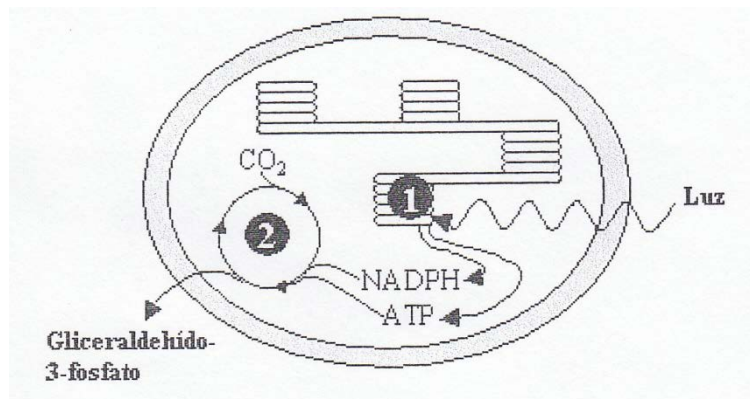 CO₂
1
Luz
2
NADPH
ATP
Gliceraldehído-
3-fosfato